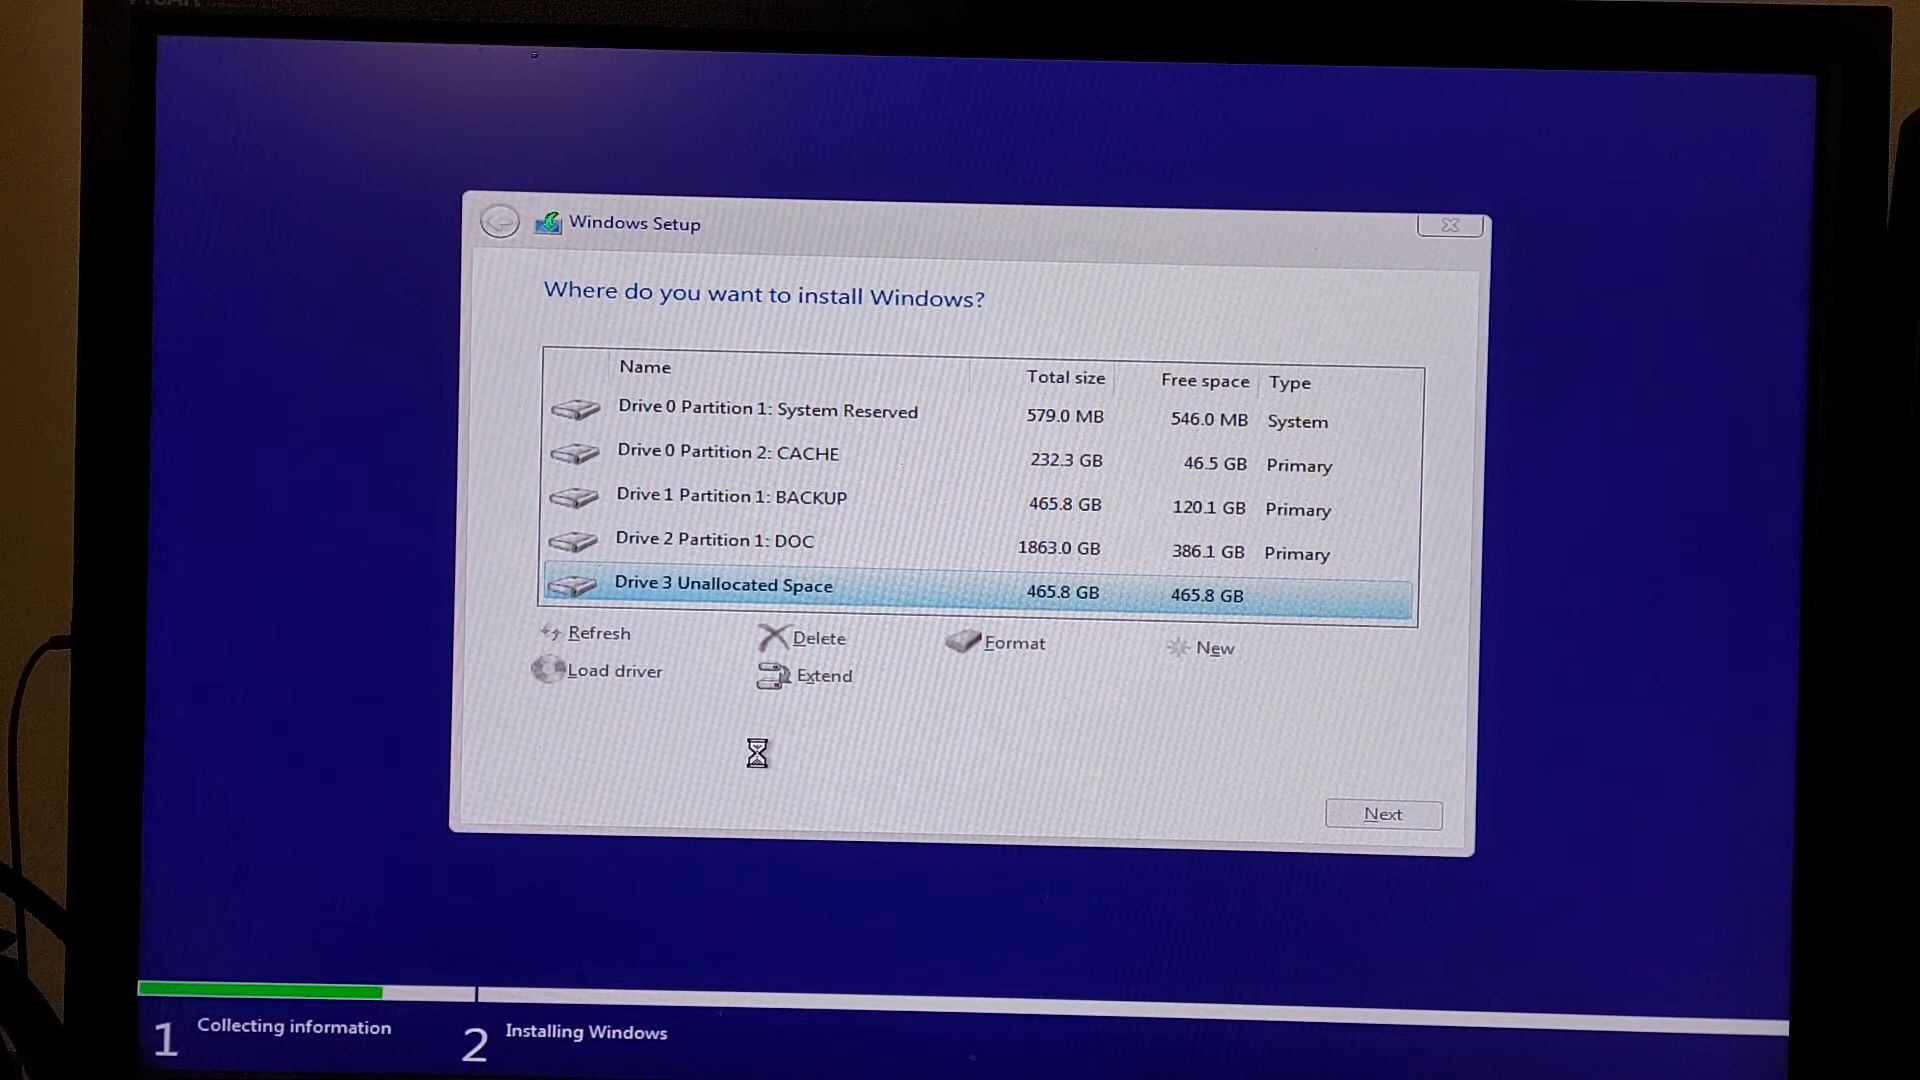 Windows Setup
Where do you want to install Windows?
Name Total size Free space Type
Drive 0 Partition 1: System Reserved 579.0 MB 546.0 MB System
Drive 0 Partition 2: CACHE 232.3 GB 46.5 GB Primary
Drive 1 Partition 1: BACKUP 465.8 GB 120.1 GB Primary
Drive 2 Partition 1: DOC 1863.0 GB 386.1 GB Primary
Drive 3 Unallocated Space 465.8 GB 465.8 GB
Refresh Delete Format New
Load driver Extend
Next
1 Collecting information 2 Installing Windows